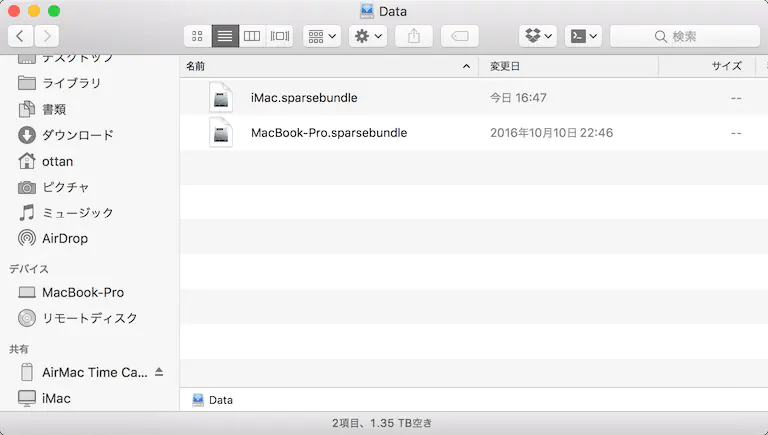 Data
検索
デスクトップ
ライブラリ
書類
ダウンロード
ottan
ピクチャ
ミュージック
AirDrop
デバイス
MacBook-Pro
リモートディスク
共有
AirMac Time Ca...
iMac
名前
変更日
サイズ
iMac.sparsebundle
今日 16:47
--
MacBook-Pro.sparsebundle
2016年10月10日 22:46
--
Data
2項目、1.35 TB空き